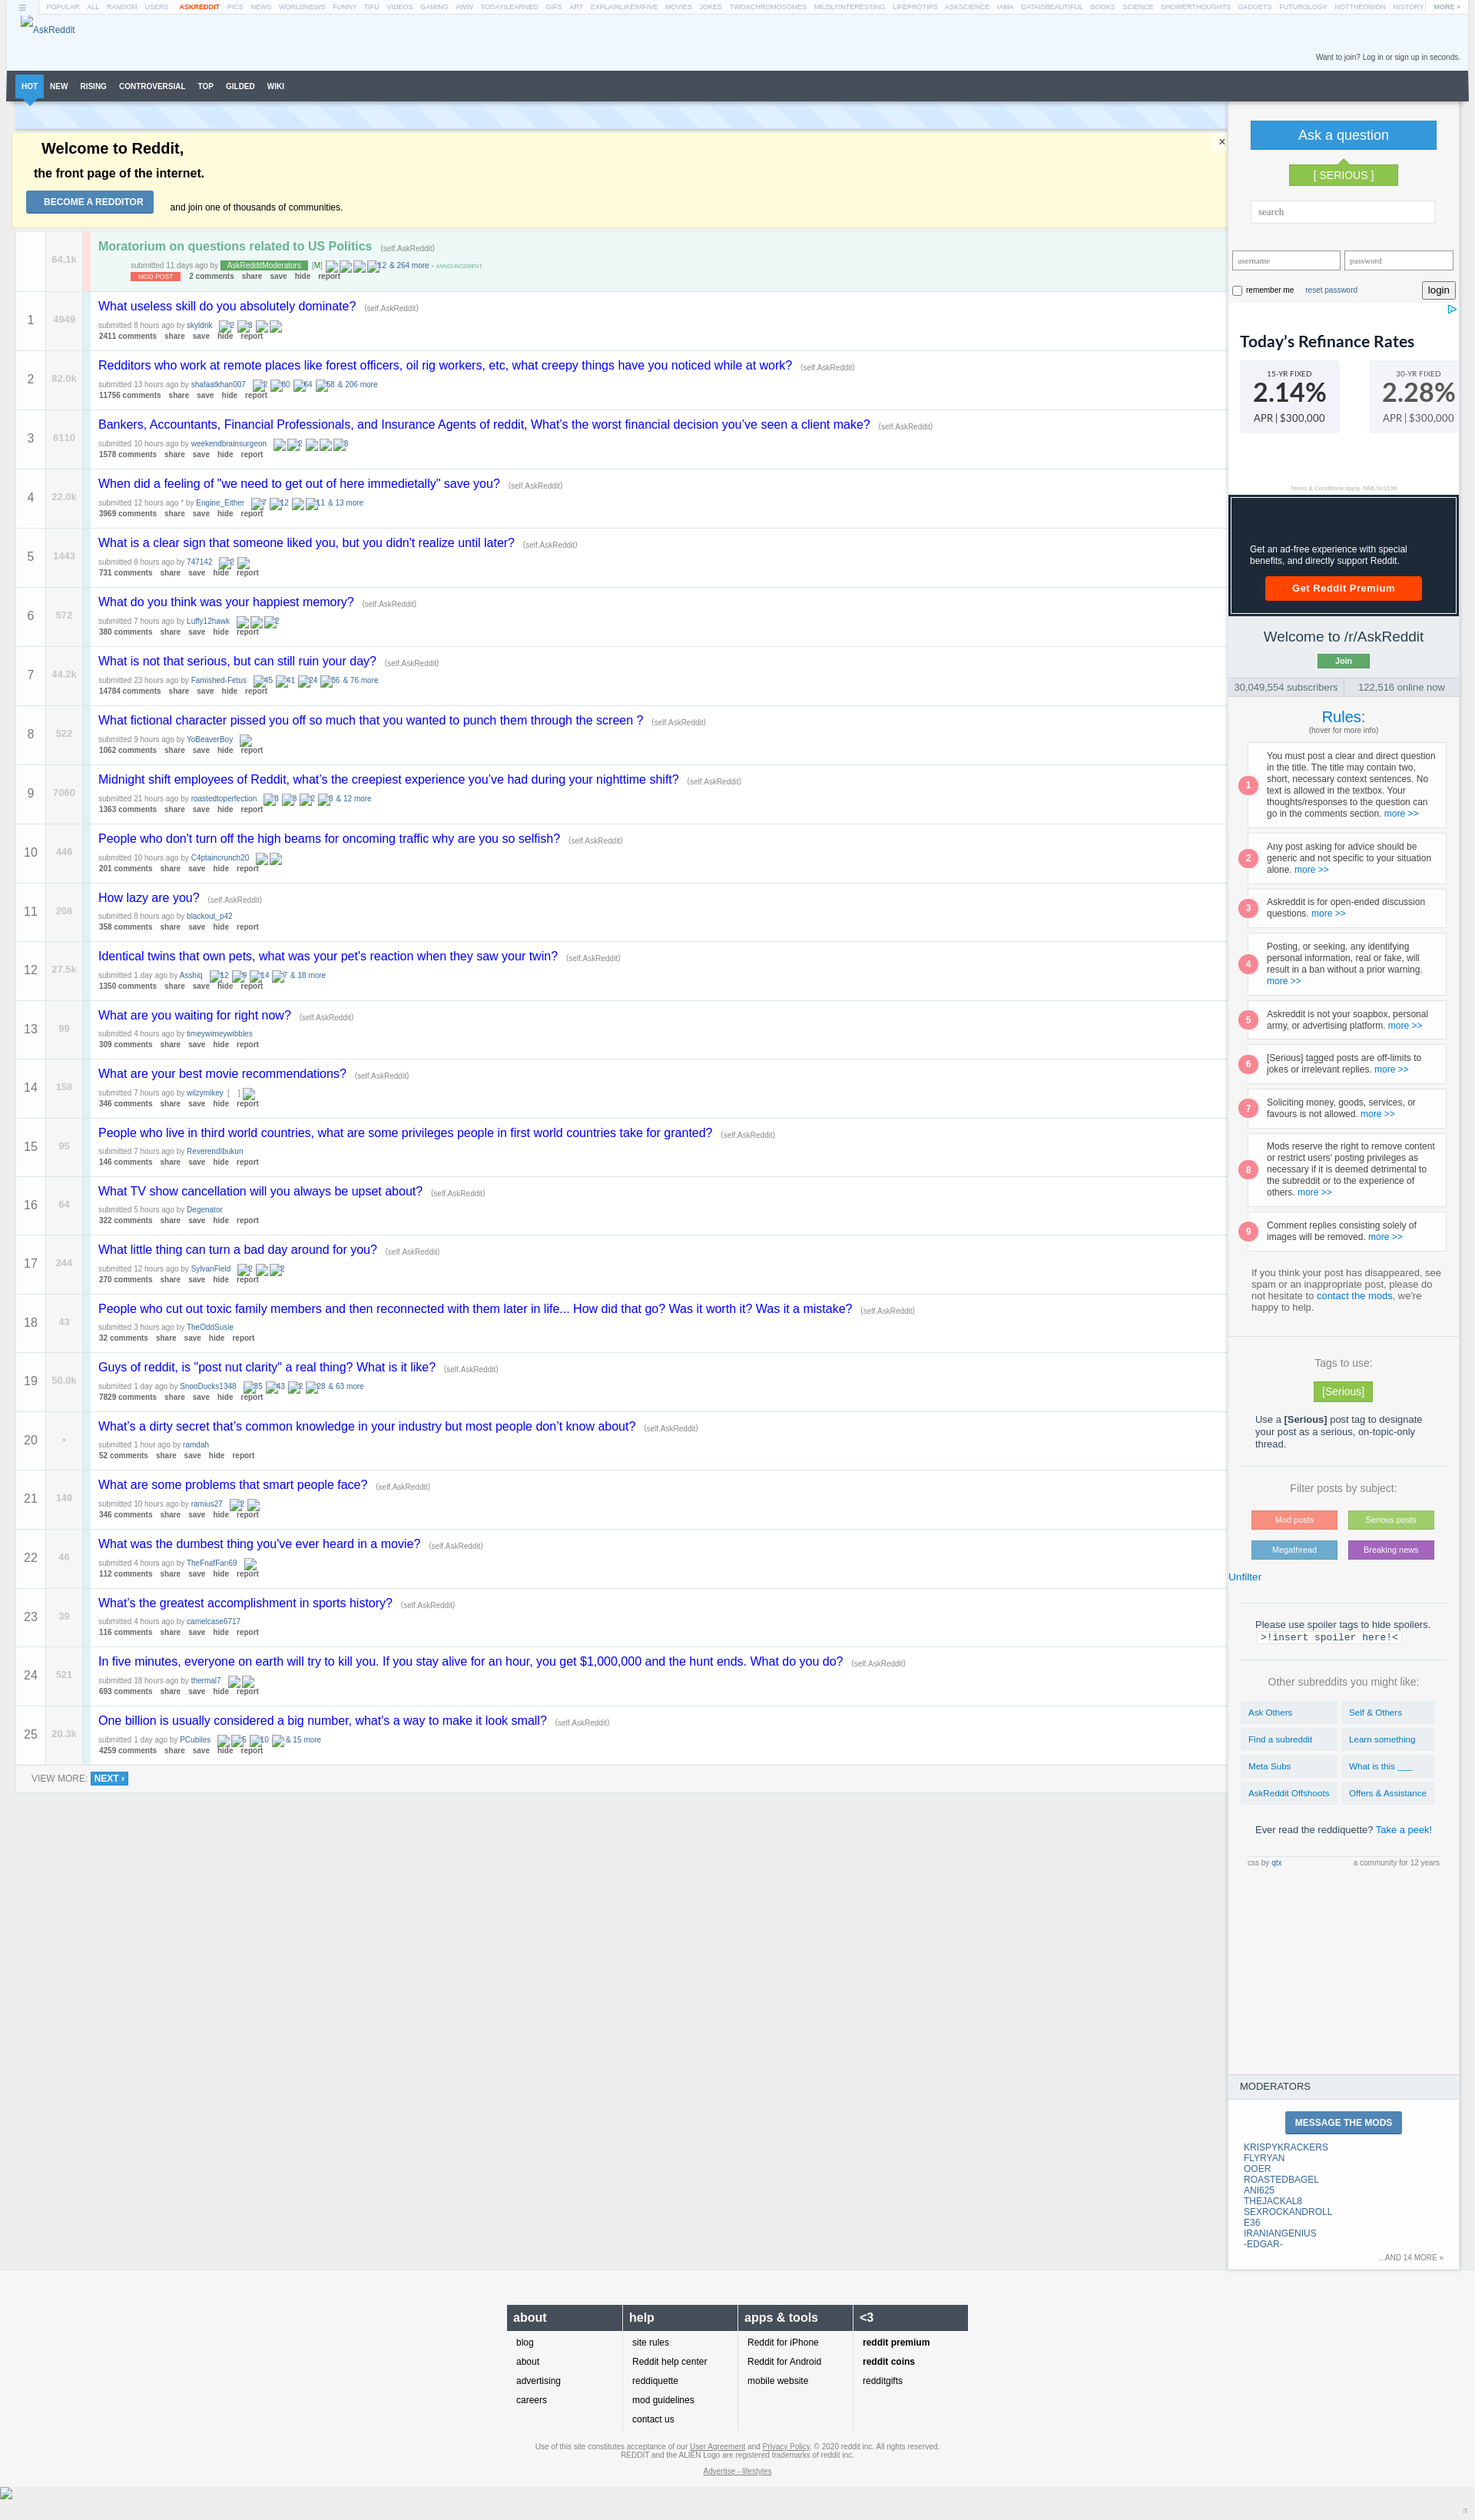 ≡ POPULAR ALL RANDOM USERS ASKREDDIT PICS NEWS WORLDNEWS FUNNY TIFU VIDEOS GAMING AWW TODAYILEARNED GIFS ART EXPLAINLIKEIMFIVE MOVIES JOKES TWOXCHROMOSOMES MILDLYINTERESTING LIFEPROTIPS ASKSCIENCE IAMA DATAISBEAUTIFUL BOOKS SCIENCE SHOWERTHOUGHTS GADGETS FUTUROLOGY NOTTHEONION HISTORY MORE »
AskReddit
Want to join? Log in or sign up in seconds.
HOT NEW RISING CONTROVERSIAL TOP GILDED WIKI
Welcome to Reddit,
the front page of the internet.
BECOME A REDDITOR and join one of thousands of communities.
×
64.1k
Moratorium on questions related to US Politics (self.AskReddit)
submitted 11 days ago by AskRedditModerators [M] 12 & 264 more - ANNOUNCEMENT
MOD POST 2 comments share save hide report
1 4949
What useless skill do you absolutely dominate? (self.AskReddit)
submitted 8 hours ago by skyldrik 2 3
2411 comments share save hide report
2 82.0k
Redditors who work at remote places like forest officers, oil rig workers, etc, what creepy things have you noticed while at work? (self.AskReddit)
submitted 13 hours ago by shafaatkhan007 2 80 64 58 & 206 more
11756 comments share save hide report
3 6110
Bankers, Accountants, Financial Professionals, and Insurance Agents of reddit, What’s the worst financial decision you’ve seen a client make? (self.AskReddit)
submitted 10 hours ago by weekendbrainsurgeon 2 3
1578 comments share save hide report
4 22.0k
When did a feeling of "we need to get out of here immedietally" save you? (self.AskReddit)
submitted 12 hours ago * by Engine_Either 7 12 11 & 13 more
3969 comments share save hide report
5 1443
What is a clear sign that someone liked you, but you didn't realize until later? (self.AskReddit)
submitted 8 hours ago by 747142 2
731 comments share save hide report
6 572
What do you think was your happiest memory? (self.AskReddit)
submitted 7 hours ago by Luffy12hawk 2
380 comments share save hide report
7 44.2k
What is not that serious, but can still ruin your day? (self.AskReddit)
submitted 23 hours ago by Famished-Fetus 45 41 24 36 & 76 more
14784 comments share save hide report
8 522
What fictional character pissed you off so much that you wanted to punch them through the screen ? (self.AskReddit)
submitted 9 hours ago by YoBeaverBoy
1062 comments share save hide report
9 7060
Midnight shift employees of Reddit, what’s the creepiest experience you’ve had during your nighttime shift? (self.AskReddit)
submitted 21 hours ago by roastedtoperfection 3 3 2 3 & 12 more
1363 comments share save hide report
10 446
People who don't turn off the high beams for oncoming traffic why are you so selfish? (self.AskReddit)
submitted 10 hours ago by C4ptaincrunch20
201 comments share save hide report
11 208
How lazy are you? (self.AskReddit)
submitted 8 hours ago by blackout_p42
358 comments share save hide report
12 27.5k
Identical twins that own pets, what was your pet's reaction when they saw your twin? (self.AskReddit)
submitted 1 day ago by Asshiq 12 9 14 7 & 18 more
1350 comments share save hide report
13 99
What are you waiting for right now? (self.AskReddit)
submitted 4 hours ago by timeywimeywibbles
309 comments share save hide report
14 158
What are your best movie recommendations? (self.AskReddit)
submitted 7 hours ago by wilzymikey [ ]
346 comments share save hide report
15 95
People who live in third world countries, what are some privileges people in first world countries take for granted? (self.AskReddit)
submitted 7 hours ago by ReverendIbukun
146 comments share save hide report
16 64
What TV show cancellation will you always be upset about? (self.AskReddit)
submitted 5 hours ago by Degenator
322 comments share save hide report
17 244
What little thing can turn a bad day around for you? (self.AskReddit)
submitted 12 hours ago by SylvanField 2 2
270 comments share save hide report
18 43
People who cut out toxic family members and then reconnected with them later in life... How did that go? Was it worth it? Was it a mistake? (self.AskReddit)
submitted 3 hours ago by TheOddSusie
32 comments share save hide report
19 50.0k
Guys of reddit, is "post nut clarity" a real thing? What is it like? (self.AskReddit)
submitted 1 day ago by SnooDucks1348 35 43 2 28 & 63 more
7829 comments share save hide report
20 •
What’s a dirty secret that’s common knowledge in your industry but most people don’t know about? (self.AskReddit)
submitted 1 hour ago by ramdah
52 comments share save hide report
21 149
What are some problems that smart people face? (self.AskReddit)
submitted 10 hours ago by ramius27 2
346 comments share save hide report
22 46
What was the dumbest thing you've ever heard in a movie? (self.AskReddit)
submitted 4 hours ago by TheFnafFan69
112 comments share save hide report
23 39
What’s the greatest accomplishment in sports history? (self.AskReddit)
submitted 4 hours ago by camelcase6717
116 comments share save hide report
24 521
In five minutes, everyone on earth will try to kill you. If you stay alive for an hour, you get $1,000,000 and the hunt ends. What do you do? (self.AskReddit)
submitted 18 hours ago by thermal7
693 comments share save hide report
25 20.3k
One billion is usually considered a big number, what's a way to make it look small? (self.AskReddit)
submitted 1 day ago by PCubiles 5 10 & 15 more
4259 comments share save hide report
VIEW MORE: NEXT ›
Ask a question
[ SERIOUS ]
search
username password
remember me reset password login
Today’s Refinance Rates
15-YR FIXED 30-YR FIXED
2.14% 2.28%
APR | $300,000 APR | $300,000
Terms & Conditions apply. NMLS#1136
Get an ad-free experience with special
benefits, and directly support Reddit.
Get Reddit Premium
Welcome to /r/AskReddit
Join
30,049,554 subscribers 122,516 online now
Rules:
(hover for more info)
1 You must post a clear and direct question
in the title. The title may contain two,
short, necessary context sentences. No
text is allowed in the textbox. Your
thoughts/responses to the question can
go in the comments section. more >>
2 Any post asking for advice should be
generic and not specific to your situation
alone. more >>
3 Askreddit is for open-ended discussion
questions. more >>
4 Posting, or seeking, any identifying
personal information, real or fake, will
result in a ban without a prior warning.
more >>
5 Askreddit is not your soapbox, personal
army, or advertising platform. more >>
6 [Serious] tagged posts are off-limits to
jokes or irrelevant replies. more >>
7 Soliciting money, goods, services, or
favours is not allowed. more >>
8 Mods reserve the right to remove content
or restrict users' posting privileges as
necessary if it is deemed detrimental to
the subreddit or to the experience of
others. more >>
9 Comment replies consisting solely of
images will be removed. more >>
If you think your post has disappeared, see
spam or an inappropriate post, please do
not hesitate to contact the mods, we're
happy to help.
Tags to use:
[Serious]
Use a [Serious] post tag to designate
your post as a serious, on-topic-only
thread.
Filter posts by subject:
Mod posts Serious posts
Megathread Breaking news
Unfilter
Please use spoiler tags to hide spoilers.
>!insert spoiler here!<
Other subreddits you might like:
Ask Others Self & Others
Find a subreddit Learn something
Meta Subs What is this ___
AskReddit Offshoots Offers & Assistance
Ever read the reddiquette? Take a peek!
css by qtx a community for 12 years
MODERATORS
MESSAGE THE MODS
KRISPYKRACKERS
FLYRYAN
OOER
ROASTEDBAGEL
ANI625
THEJACKAL8
SEXROCKANDROLL
E36
IRANIANGENIUS
-EDGAR-
...AND 14 MORE »
about help apps & tools <3
blog site rules Reddit for iPhone reddit premium
about Reddit help center Reddit for Android reddit coins
advertising reddiquette mobile website redditgifts
careers mod guidelines
contact us
Use of this site constitutes acceptance of our User Agreement and Privacy Policy. © 2020 reddit inc. All rights reserved.
REDDIT and the ALIEN Logo are registered trademarks of reddit inc.
Advertise - lifestyles
π